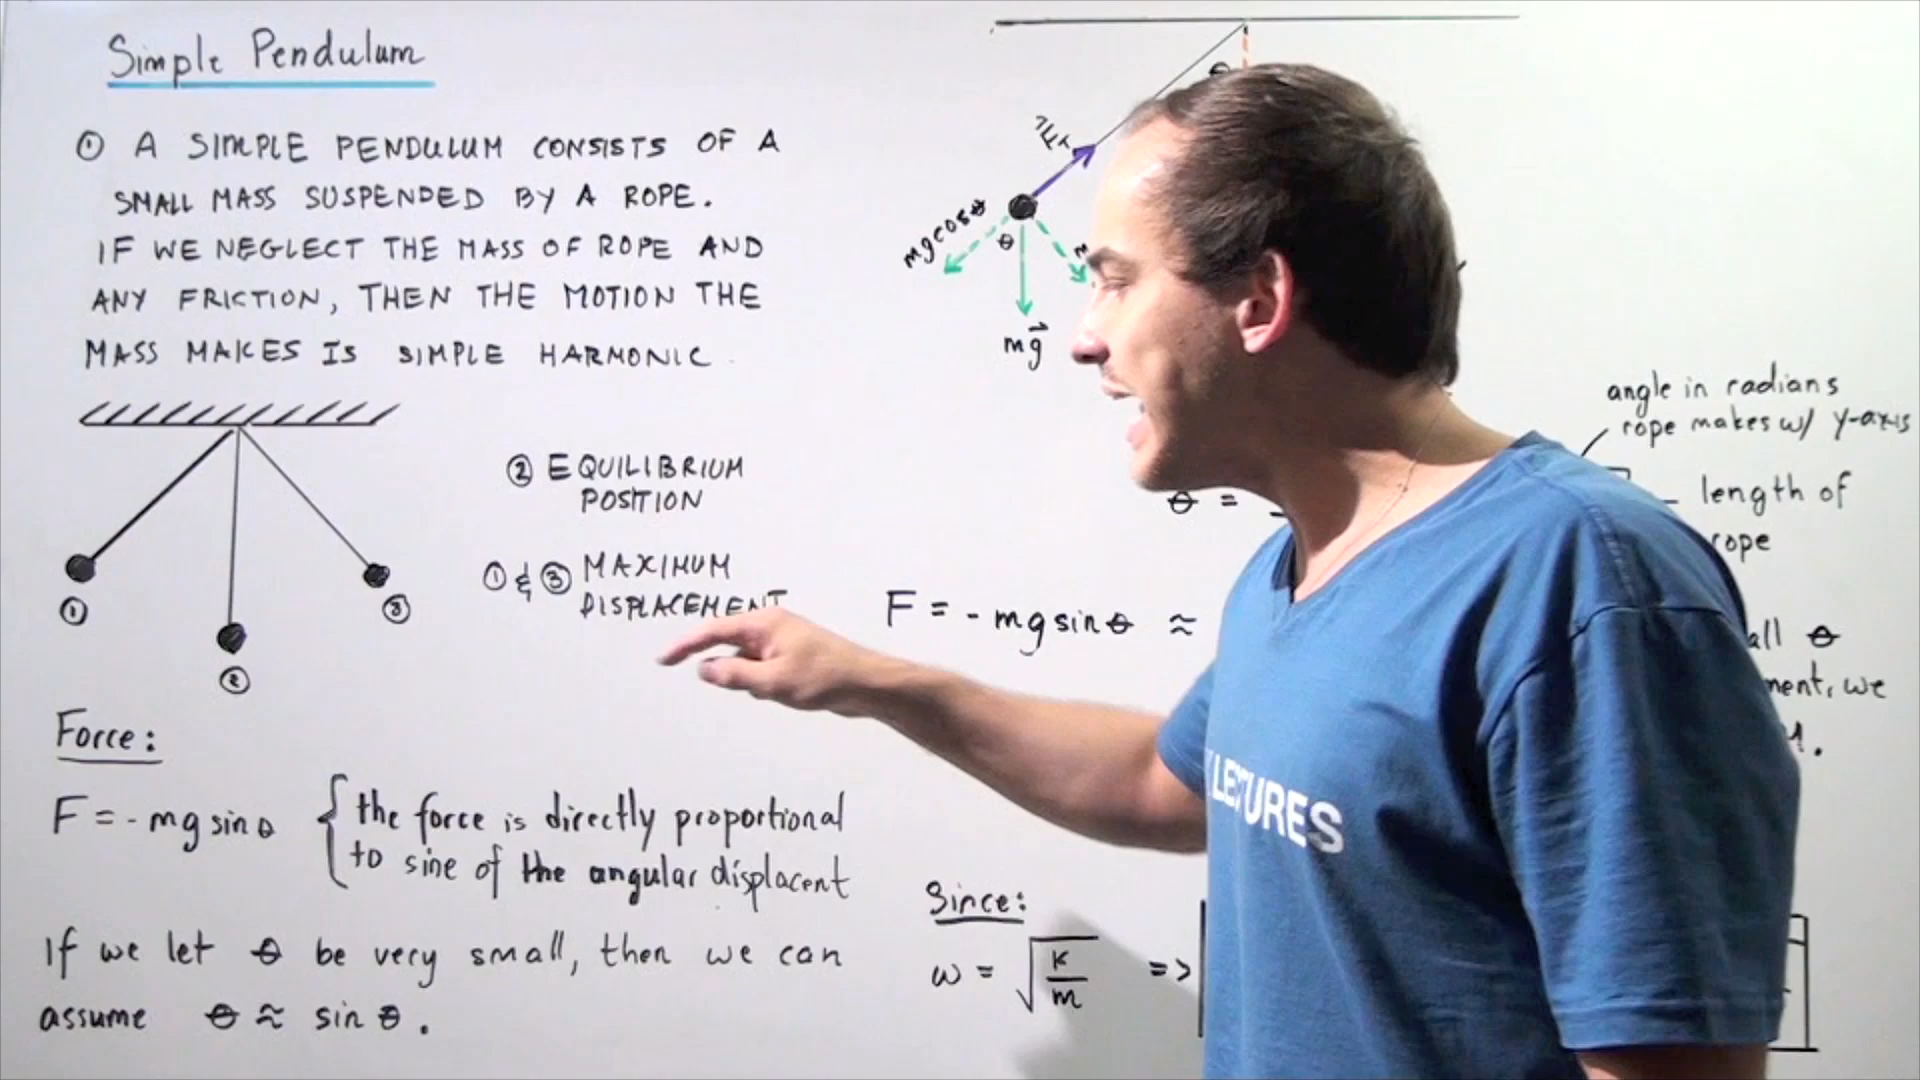 Simple Pendulum
① A SIMPLE PENDULUM CONSISTS OF A
SMALL MASS SUSPENDED BY A ROPE.
IF WE NEGLECT THE MASS OF ROPE AND
ANY FRICTION, THEN THE MOTION THE
MASS MAKES IS SIMPLE HARMONIC
① ② ③
② EQUILIBRIUM
POSITION
① & ③ MAXIMUM
DISPLACEMENT
Force:
F = - mg sin θ { the force is directly proportional
to sine of the angular displacent
If we let θ be very small, then we can
assume θ ≈ sin θ.
θ
mg cos θ
θ
mg
angle in radians
rope makes w/ y-axis
θ =
length of
rope
F = - mg sin θ ≈
θ
we
Since:
ω = √K/m =>
LECTURES